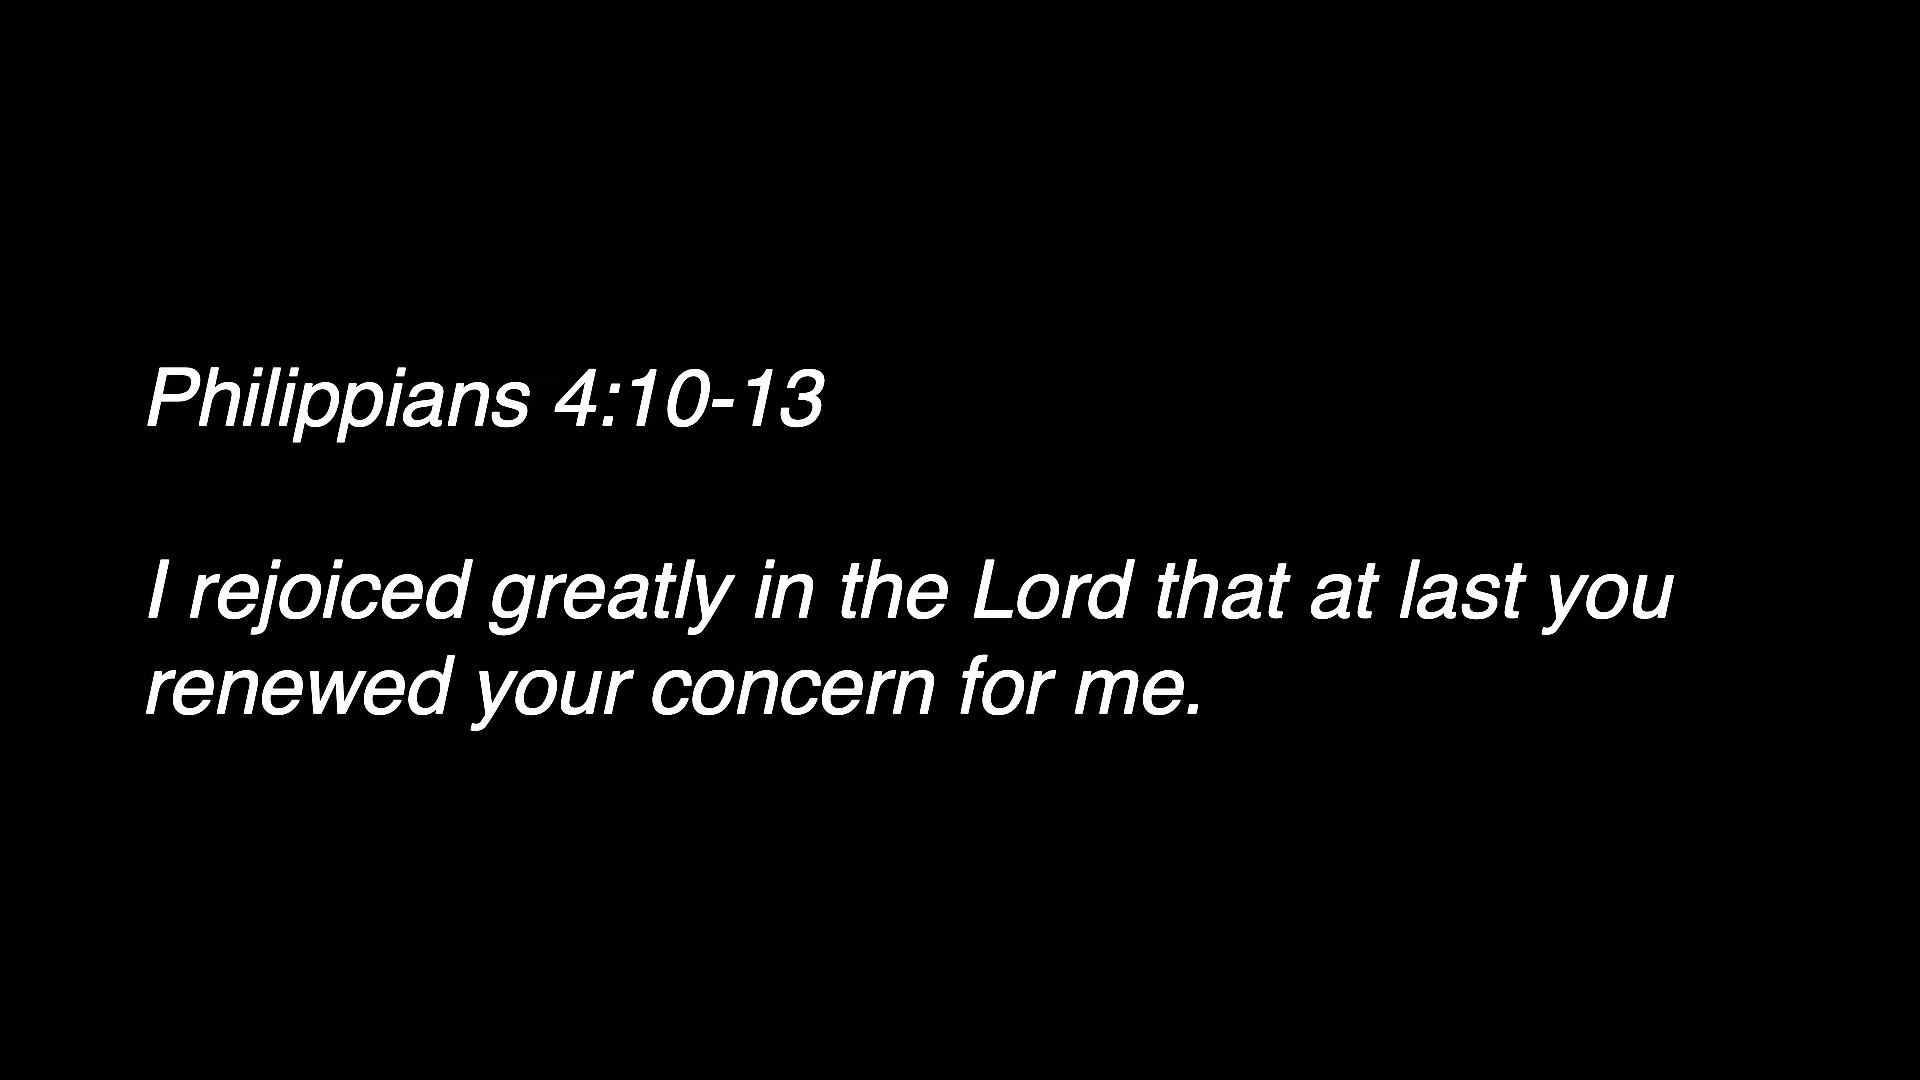 Philippians 4:10-13
I rejoiced greatly in the Lord that at last you
renewed your concern for me.